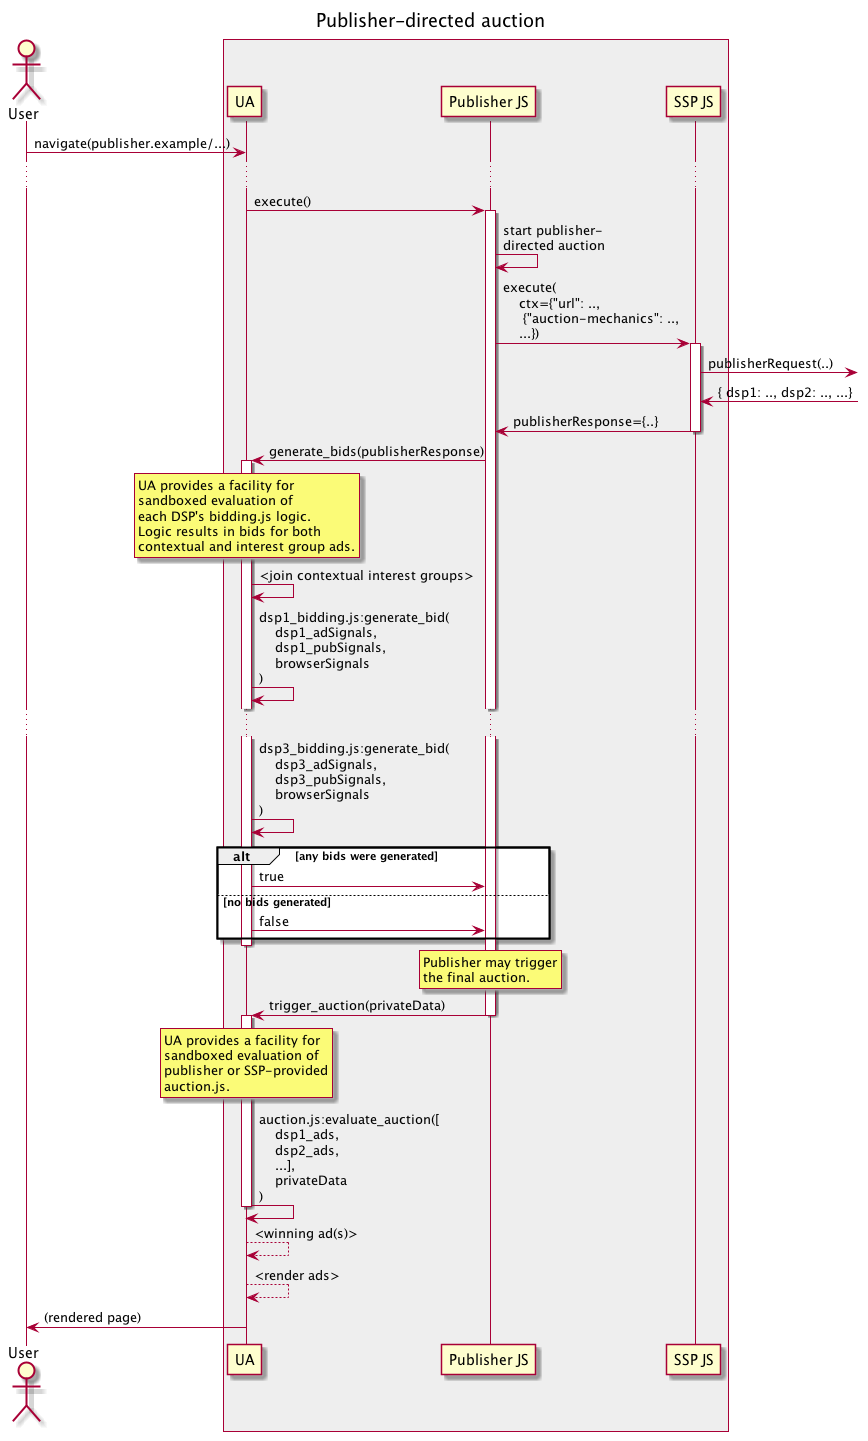 Publisher-directed auction
User
UA
Publisher JS
SSP JS
navigate(publisher.example/...)
execute()
start publisher-
directed auction
execute(
ctx={"url": ..,
{"auction-mechanics": ..,
...})
publisherRequest(..)
{ dsp1: .., dsp2: .., ...}
publisherResponse={..}
generate_bids(publisherResponse)
UA provides a facility for
sandboxed evaluation of
each DSP's bidding.js logic.
Logic results in bids for both
contextual and interest group ads.
<join contextual interest groups>
dsp1_bidding.js:generate_bid(
dsp1_adSignals,
dsp1_pubSignals,
browserSignals
)
dsp3_bidding.js:generate_bid(
dsp3_adSignals,
dsp3_pubSignals,
browserSignals
)
alt
[any bids were generated]
true
[no bids generated]
false
Publisher may trigger
the final auction.
trigger_auction(privateData)
UA provides a facility for
sandboxed evaluation of
publisher or SSP-provided
auction.js.
auction.js:evaluate_auction([
dsp1_ads,
dsp2_ads,
...],
privateData
)
<winning ad(s)>
<render ads>
(rendered page)
User
UA
Publisher JS
SSP JS